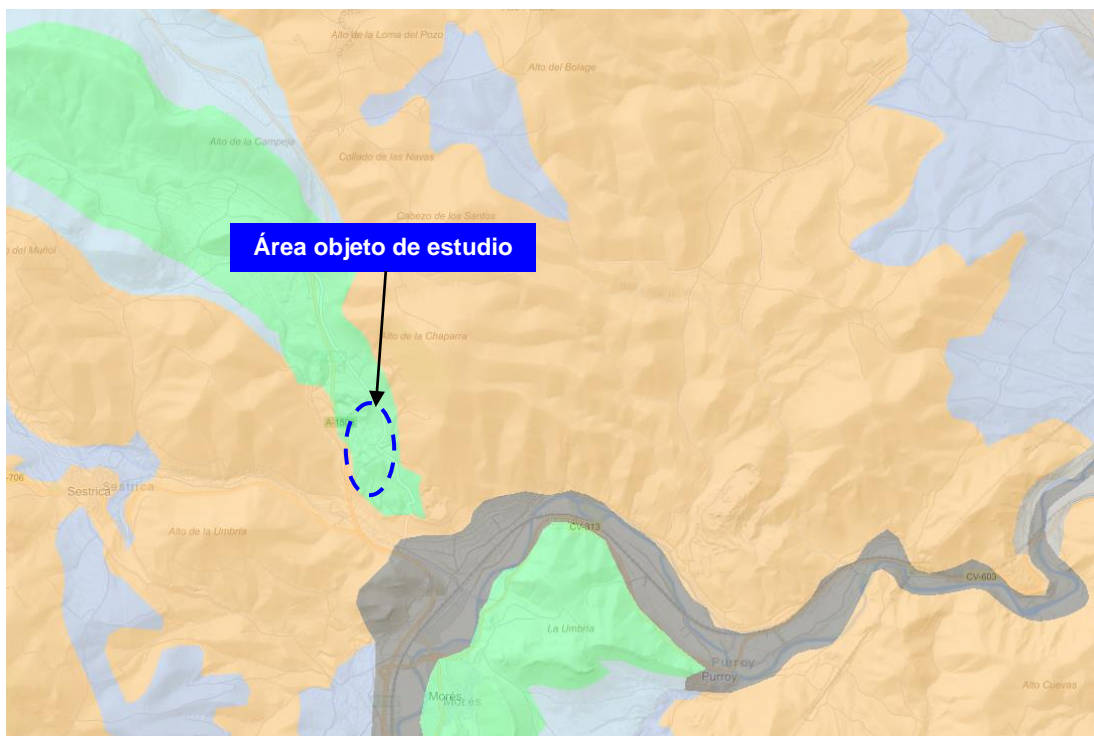 Alto de la Loma del Pozo
Alto del Bolage
Alto de la Campeja
Collado de las Navas
Cabezo de los Santos
del Muñol
Área objeto de estudio
Alto de la Chaparra
-706
Sestrica
Sestrica
Alto de la Umbría
CV-313
CV-603
La Umbría
Purroy
Purroy
Alto Cuevas
Morés
Morés